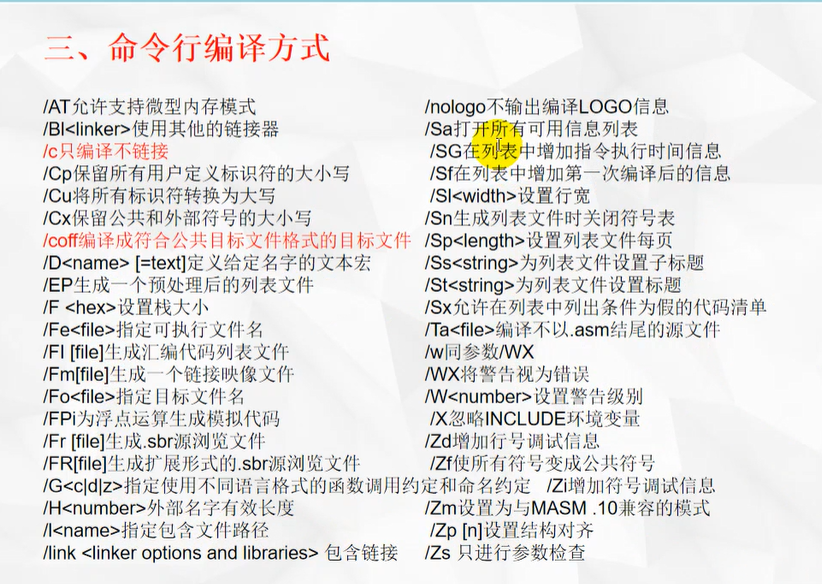 三、命令行编译方式
/AT允许支持微型内存模式
/Bl<linker>使用其他的链接器
/c只编译不链接
/Cp保留所有用户定义标识符的大小写
/Cu将所有标识符转换为大写
/Cx保留公共和外部符号的大小写
/coff编译成符合公共目标文件格式的目标文件
/D<name> [=text]定义给定名字的文本宏
/EP生成一个预处理后的列表文件
/F <hex>设置栈大小
/Fe<file>指定可执行文件名
/Fl [file]生成汇编代码列表文件
/Fm[file]生成一个链接映像文件
/Fo<file>指定目标文件名
/FPi为浮点运算生成模拟代码
/Fr [file]生成.sbr源浏览文件
/FR[file]生成扩展形式的.sbr源浏览文件
/G<c|d|z>指定使用不同语言格式的函数调用约定和命名约定
/H<number>外部名字有效长度
/I<name>指定包含文件路径
/link <linker options and libraries> 包含链接
/nologo不输出编译LOGO信息
/Sa打开所有可用信息列表
/SG在列表中增加指令执行时间信息
/Sf在列表中增加第一次编译后的信息
/Sl<width>设置行宽
/Sn生成列表文件时关闭符号表
/Sp<length>设置列表文件每页
/Ss<string>为列表文件设置子标题
/St<string>为列表文件设置标题
/Sx允许在列表中列出条件为假的代码清单
/Ta<file>编译不以.asm结尾的源文件
/w同参数/WX
/WX将警告视为错误
/W<number>设置警告级别
/X忽略INCLUDE环境变量
/Zd增加行号调试信息
/Zf使所有符号变成公共符号
/Zi增加符号调试信息
/Zm设置为与MASM .10兼容的模式
/Zp [n]设置结构对齐
/Zs 只进行参数检查